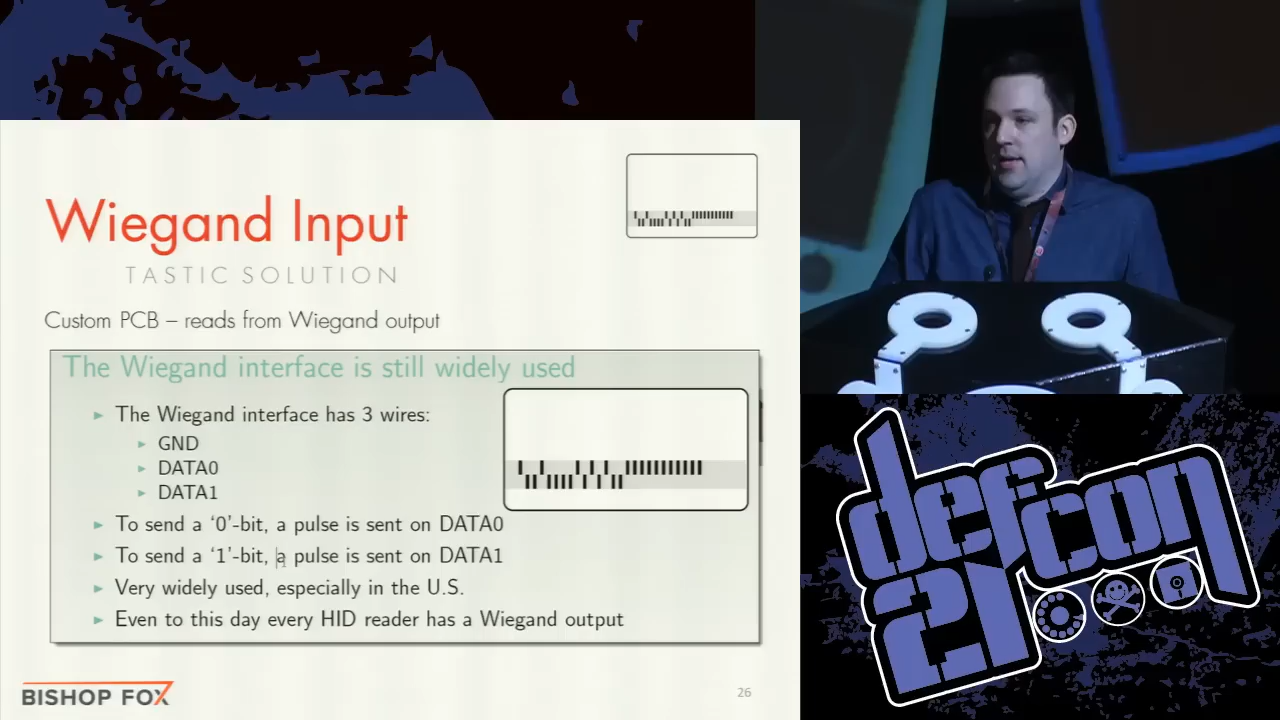 Wiegand Input
TASTIC SOLUTION
Custom PCB – reads from Wiegand output
The Wiegand interface is still widely used
► The Wiegand interface has 3 wires:
► GND
► DATA0
► DATA1
► To send a ‘0’-bit, a pulse is sent on DATA0
► To send a ‘1’-bit, a pulse is sent on DATA1
► Very widely used, especially in the U.S.
► Even to this day every HID reader has a Wiegand output
BISHOP FOX
26
defcon
21